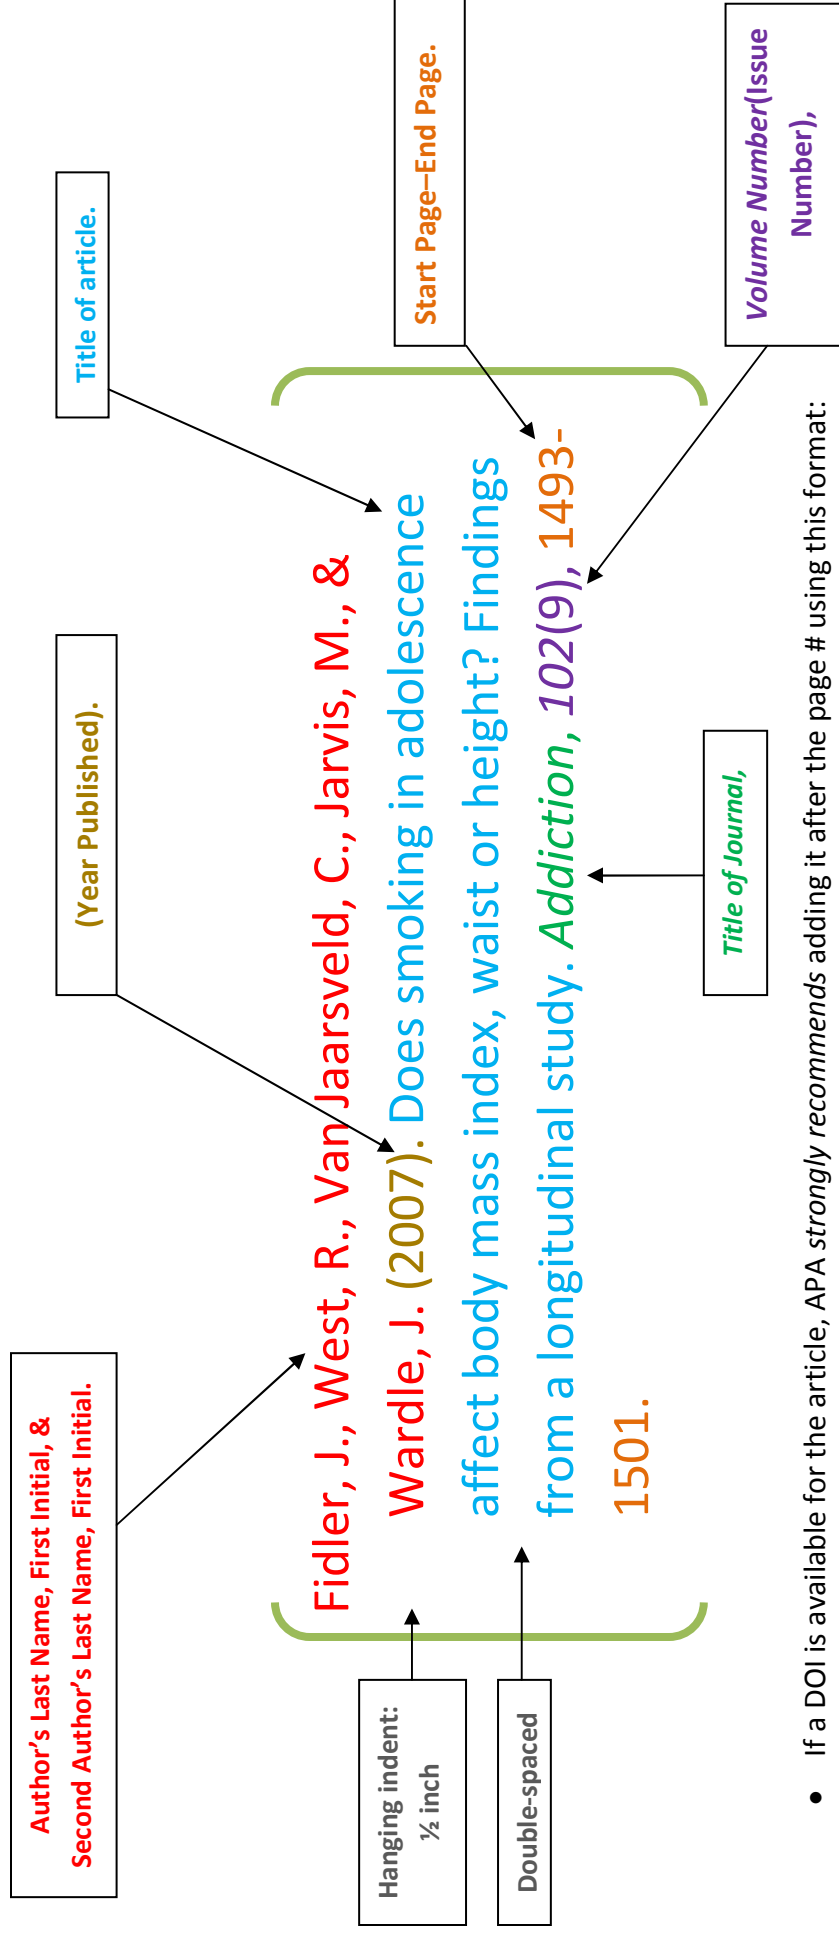 Author's Last Name, First Initial, &
Second Author's Last Name, First Initial.
(Year Published).
Title of article.
Hanging indent:
½ inch
Double-spaced
Fidler, J., West, R., Van Jaarsveld, C., Jarvis, M., &
Wardle, J. (2007). Does smoking in adolescence
affect body mass index, waist or height? Findings
from a longitudinal study. Addiction, 102(9), 1493-
1501.
Start Page–End Page.
Title of Journal,
Volume Number(Issue
Number),
• If a DOI is available for the article, APA strongly recommends adding it after the page # using this format: